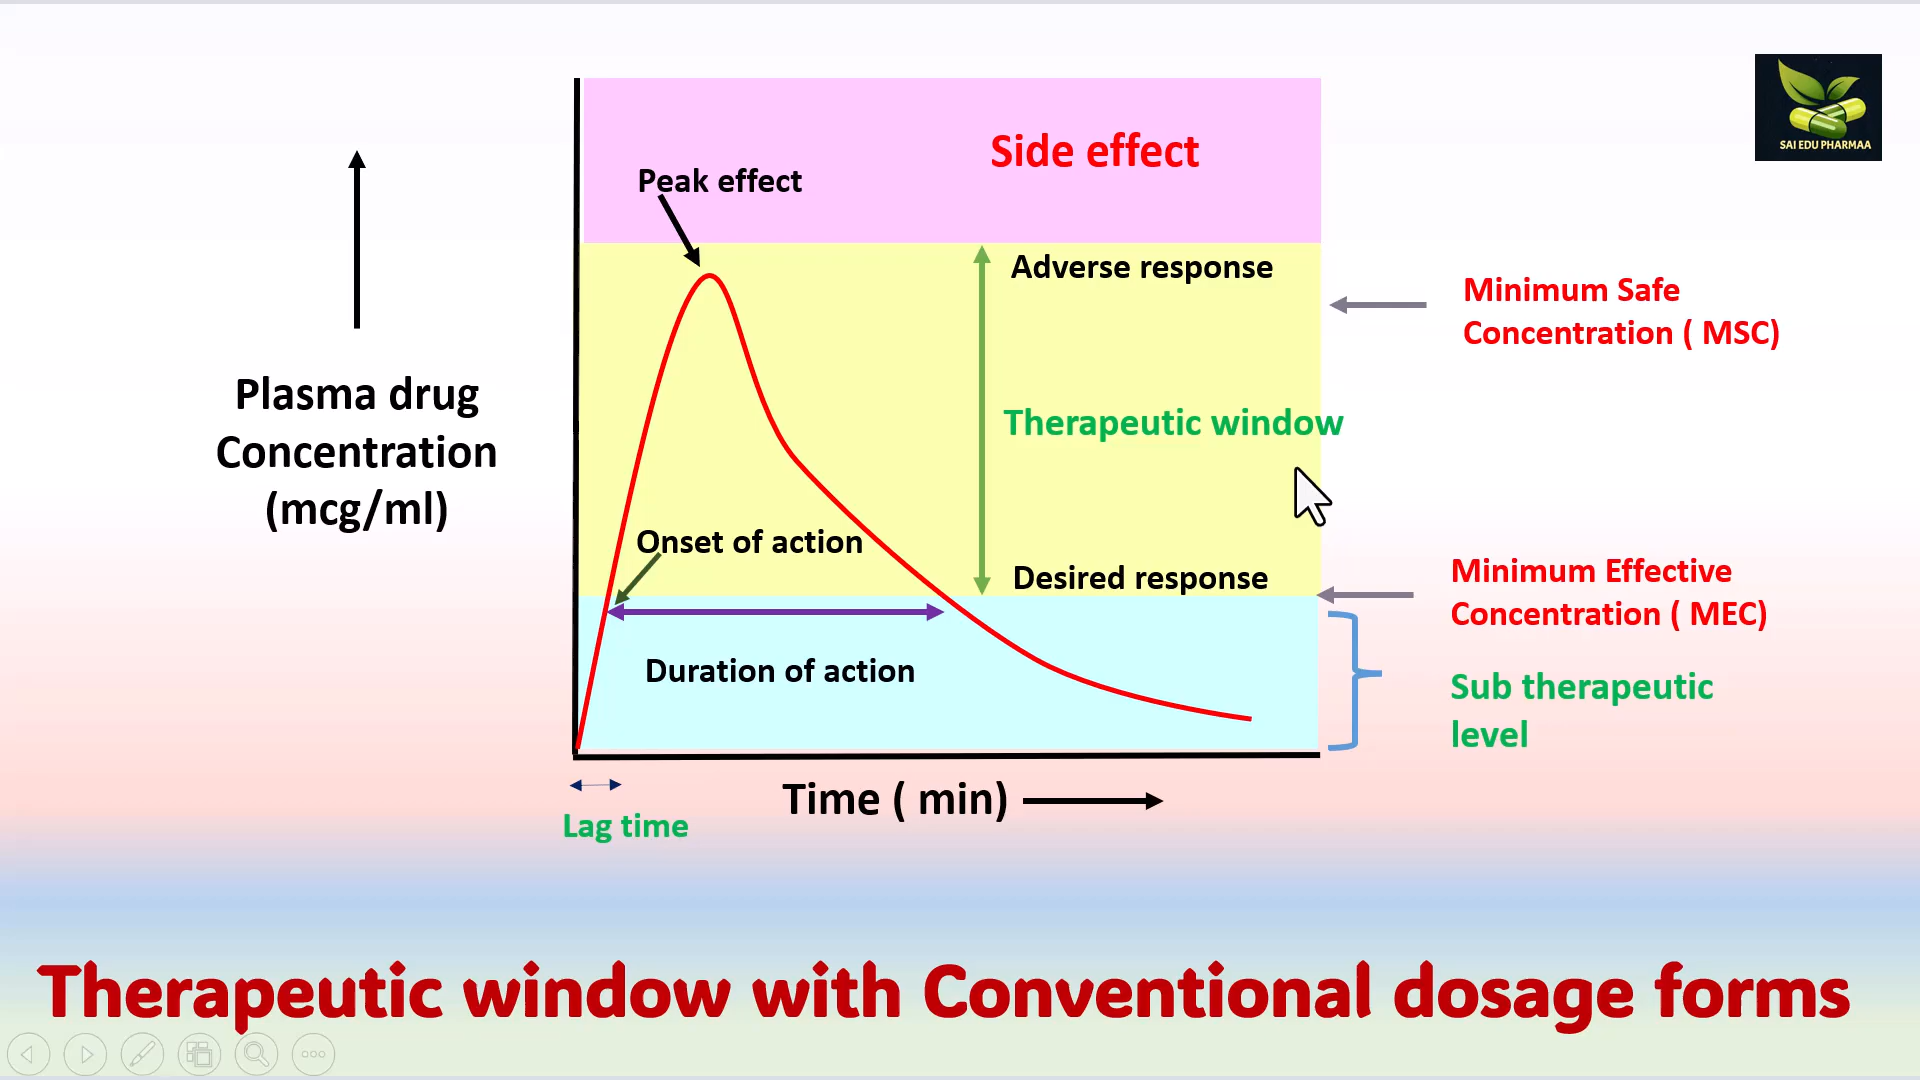 SAI EDU PHARMAA
Side effect
Peak effect
Adverse response
Minimum Safe
Concentration ( MSC)
Plasma drug
Concentration
(mcg/ml)
Therapeutic window
Onset of action
Desired response
Minimum Effective
Concentration ( MEC)
Duration of action
Sub therapeutic
level
Time ( min)
Lag time
Therapeutic window with Conventional dosage forms